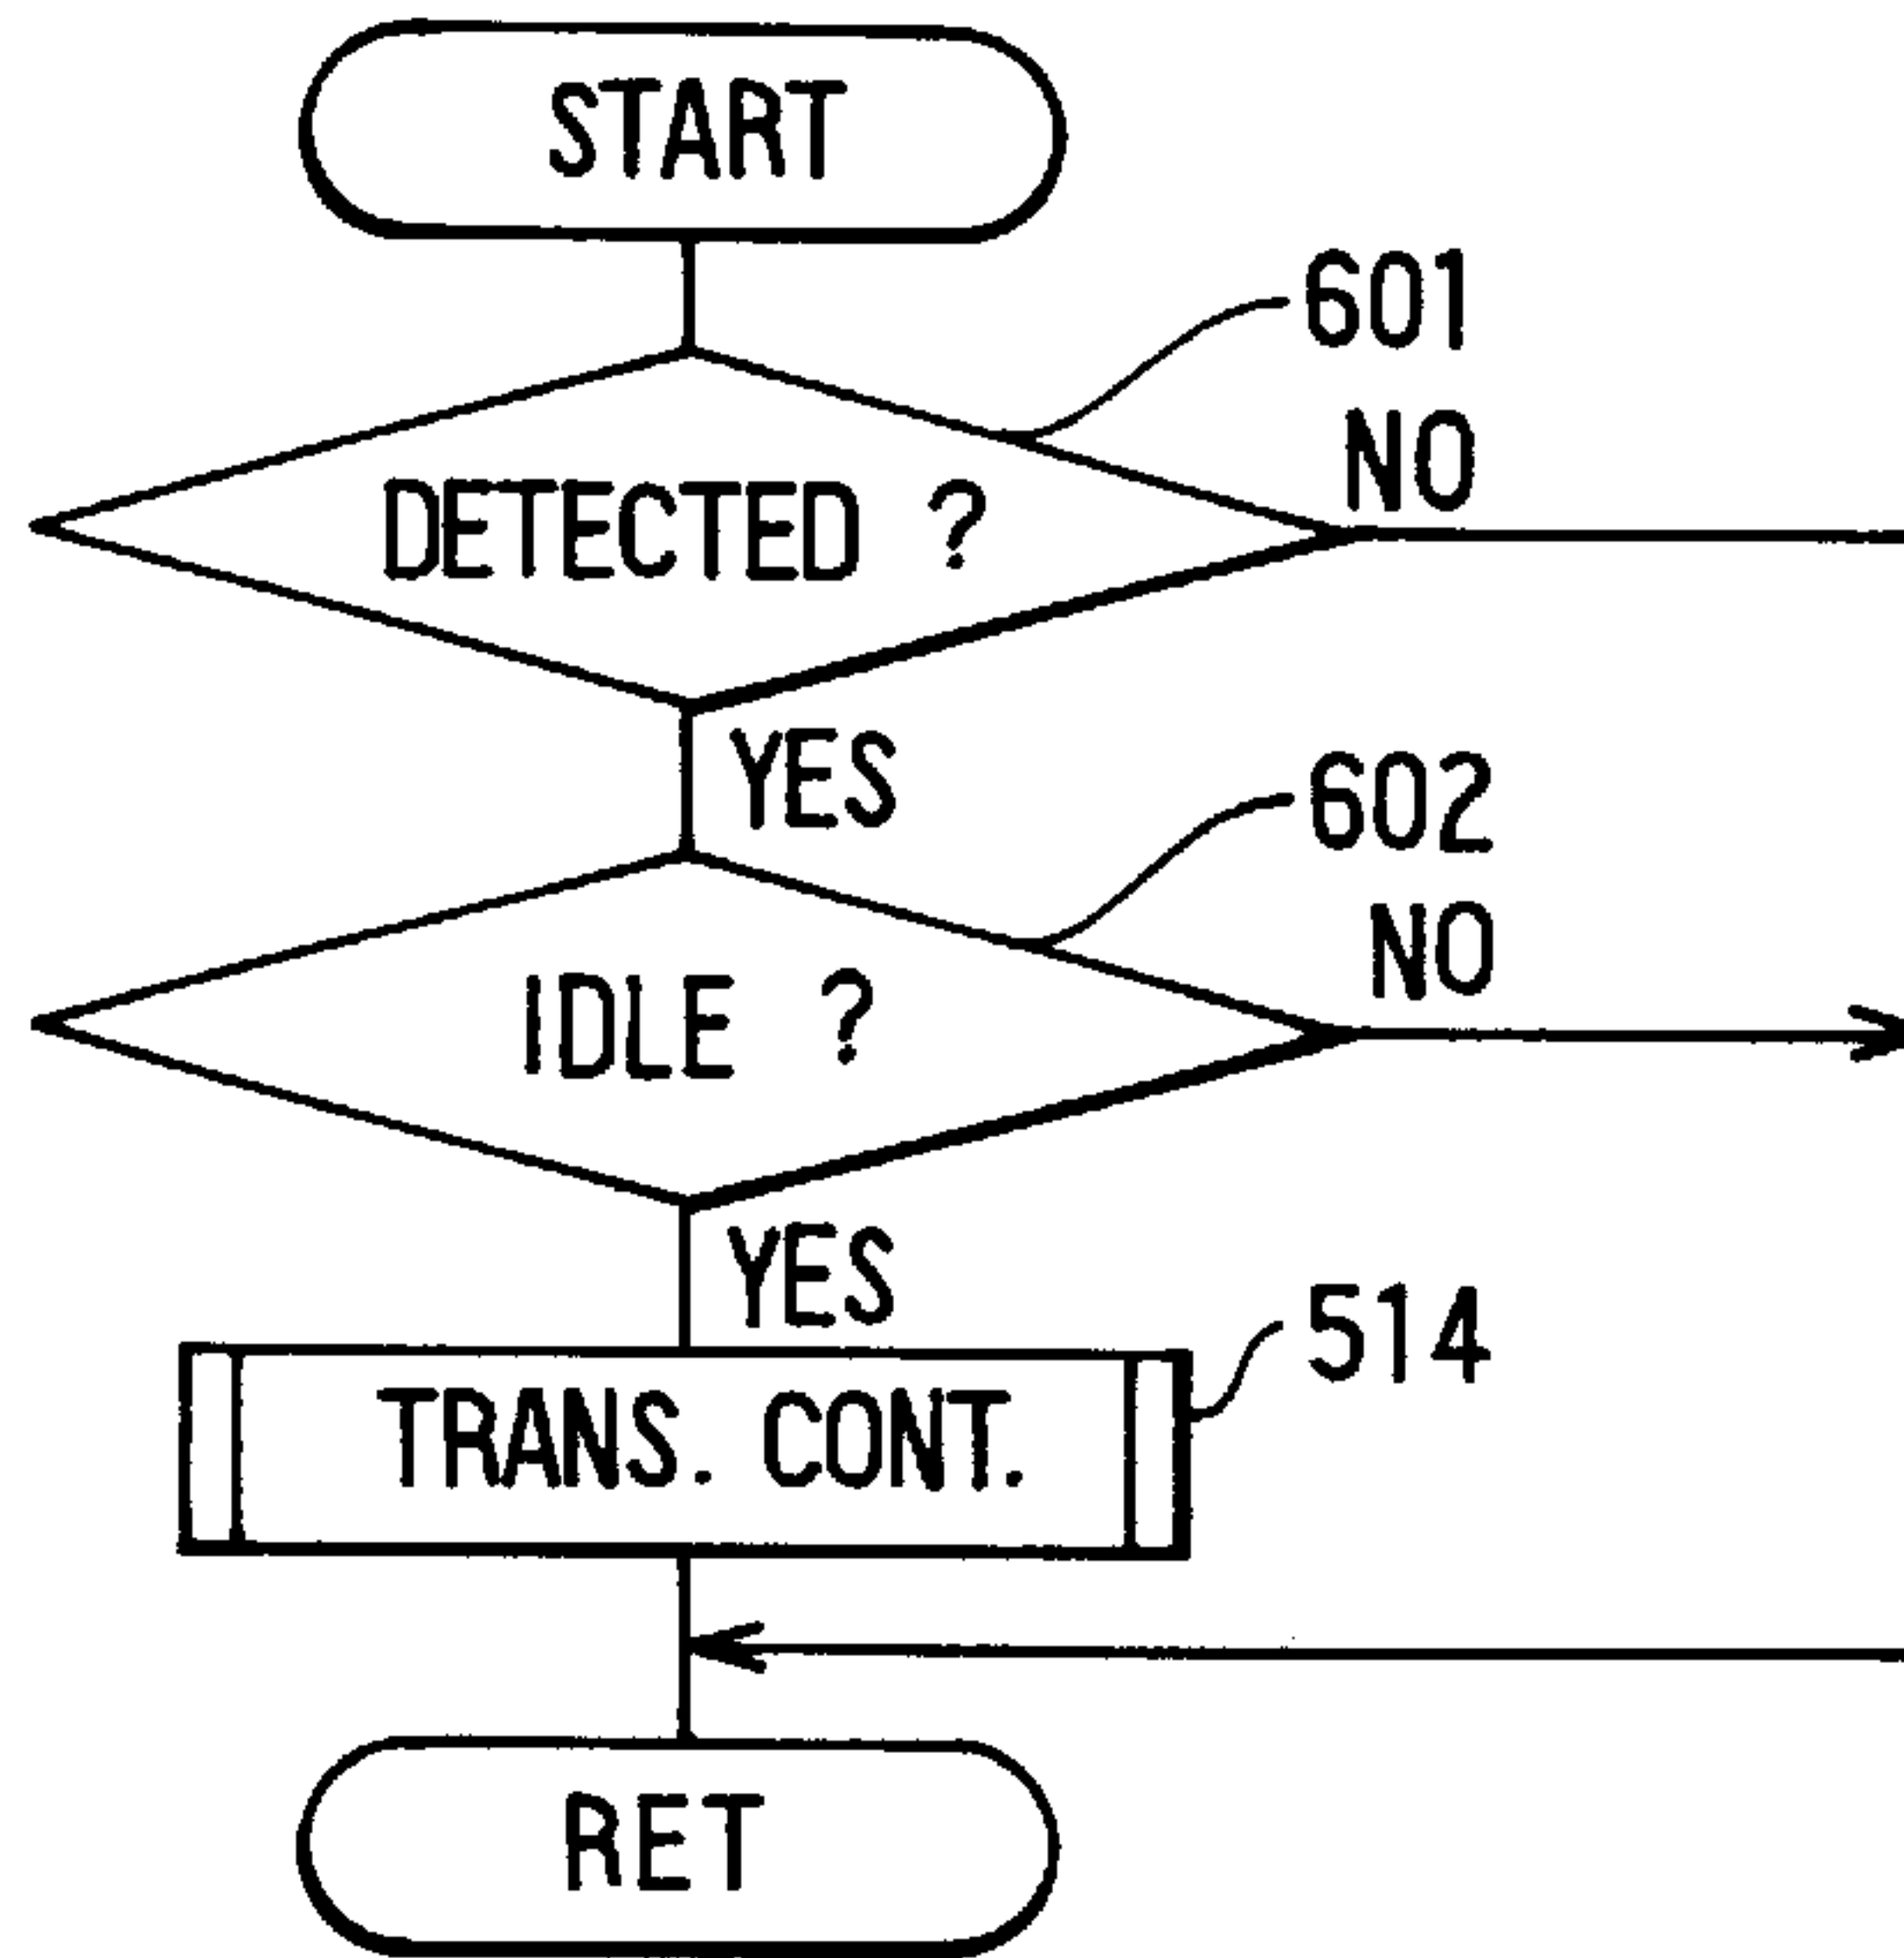 START
601
NO
DETECTED ?
YES
602
NO
IDLE ?
YES
514
TRANS. CONT.
RET